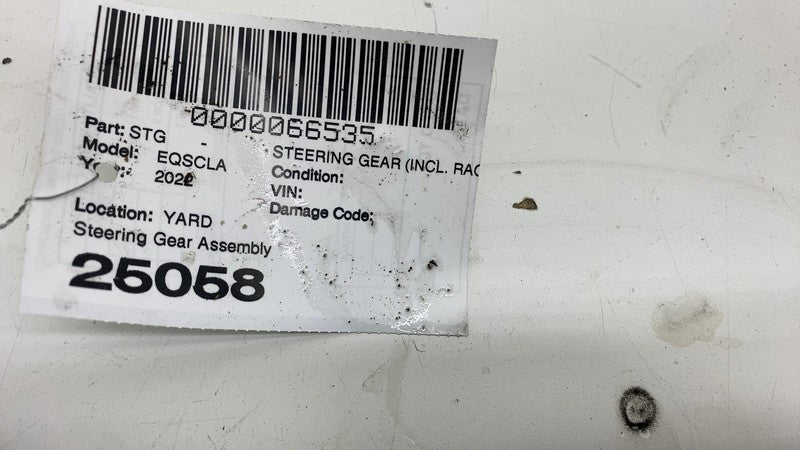 0000066535
Part: STG
STEERING GEAR (INCL. RAC
Model: EQSCLA
Condition:
2022
VIN:
Damage Code:
Location: YARD
Steering Gear Assembly
25058